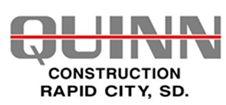 QUINN
CONSTRUCTION
RAPID CITY, SD.